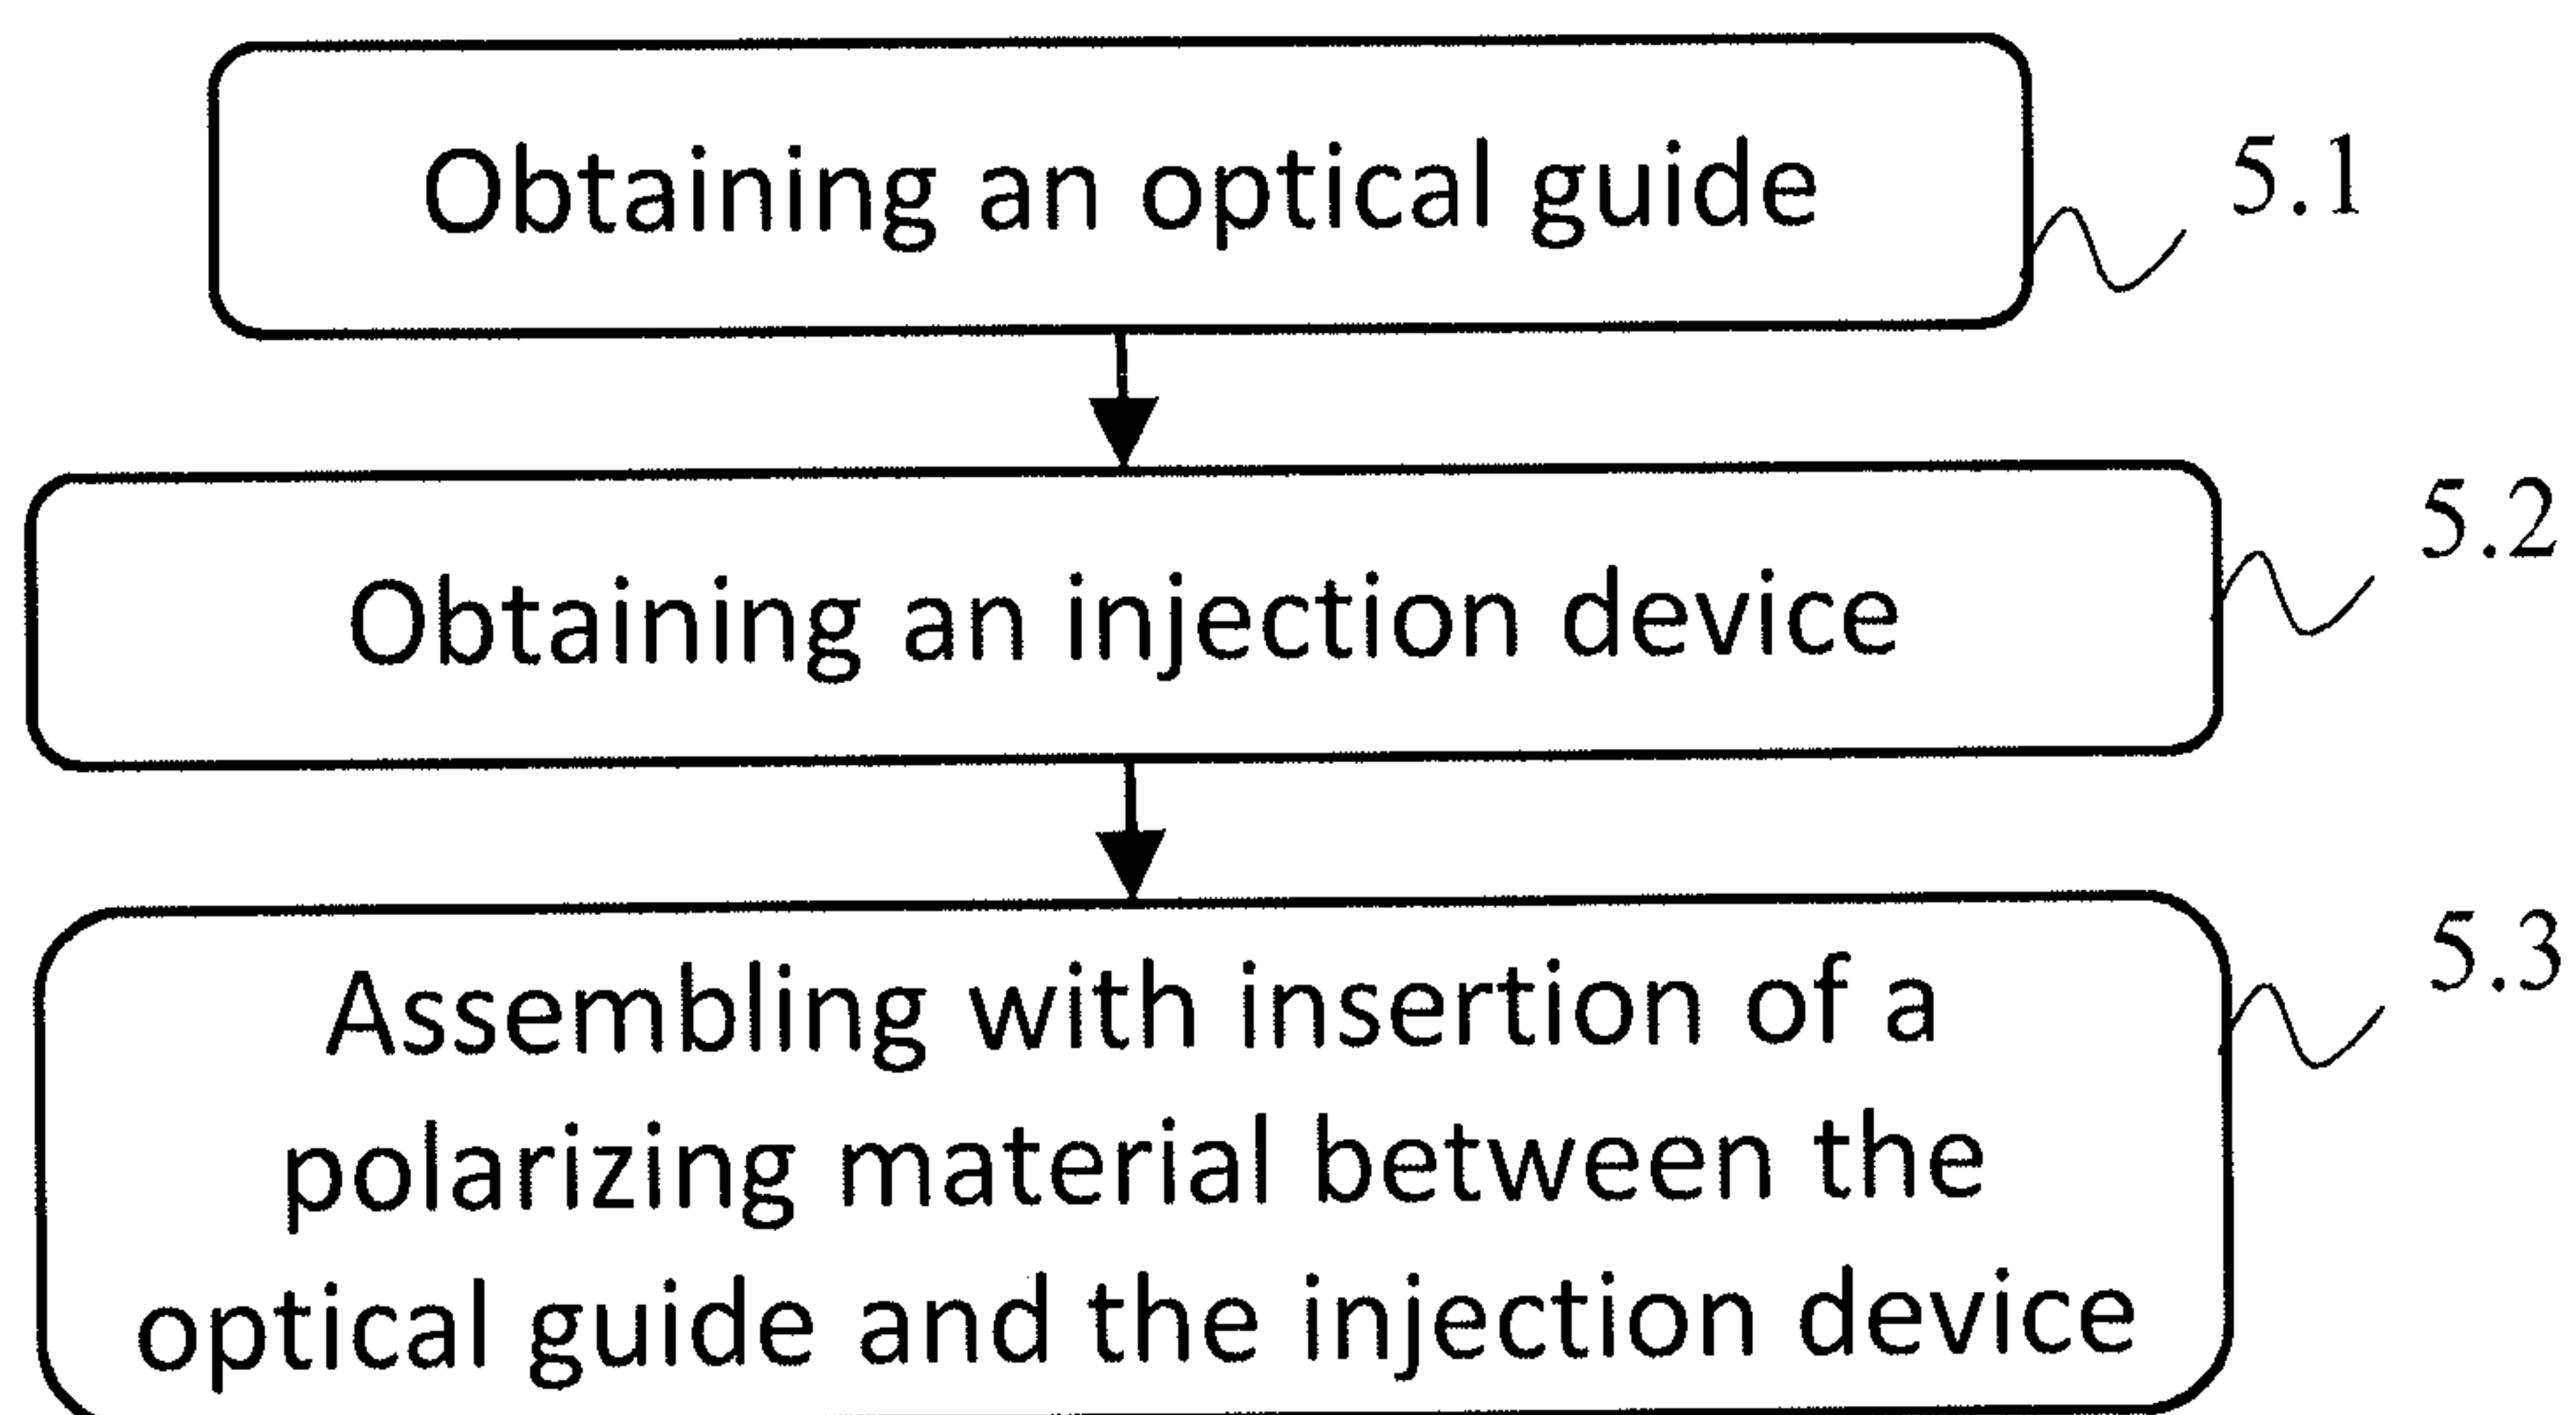 Obtaining an optical guide
5.1
Obtaining an injection device
5.2
Assembling with insertion of a
polarizing material between the
optical guide and the injection device
5.3